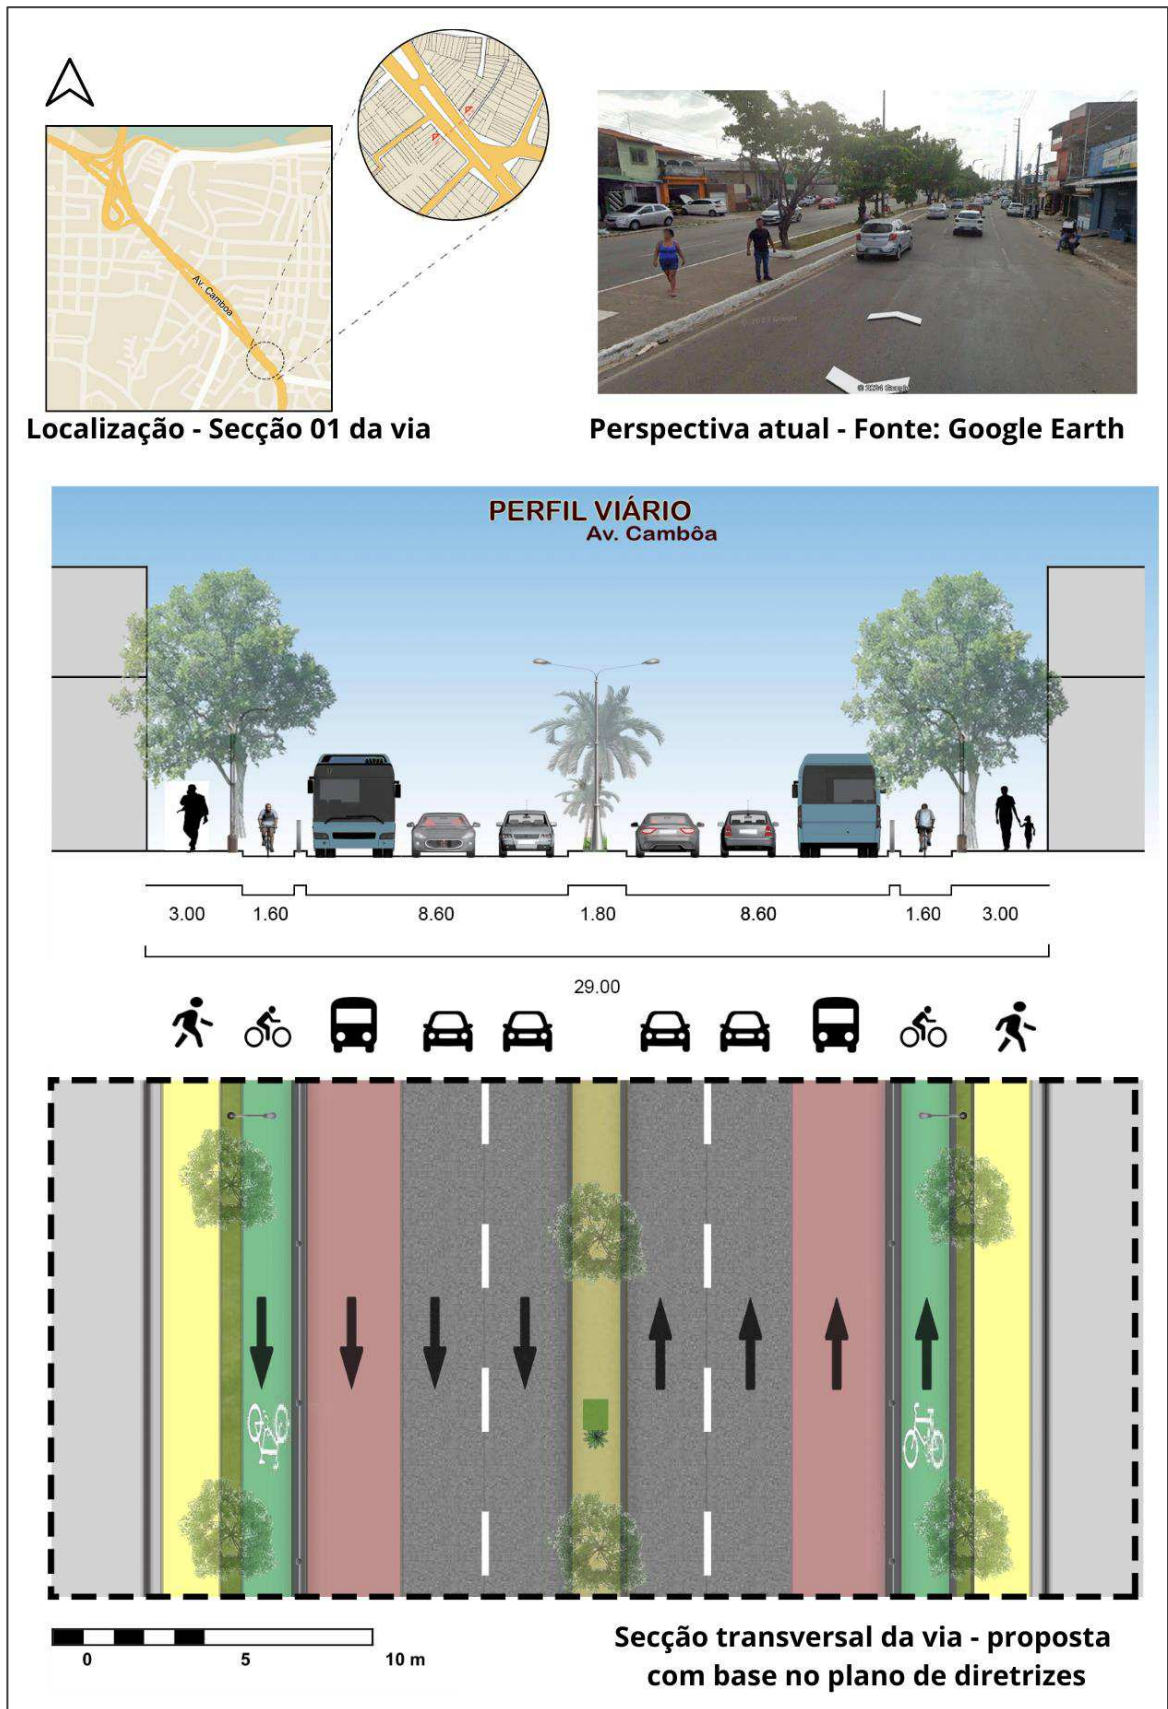 Av. Camboa
© 2024 Google
Localização - Secção 01 da via
Perspectiva atual - Fonte: Google Earth
PERFIL VIÁRIO
Av. Cambôa
3.00 1.60 8.60 1.80 8.60 1.60 3.00
29.00
0 5 10 m
Secção transversal da via - proposta
com base no plano de diretrizes